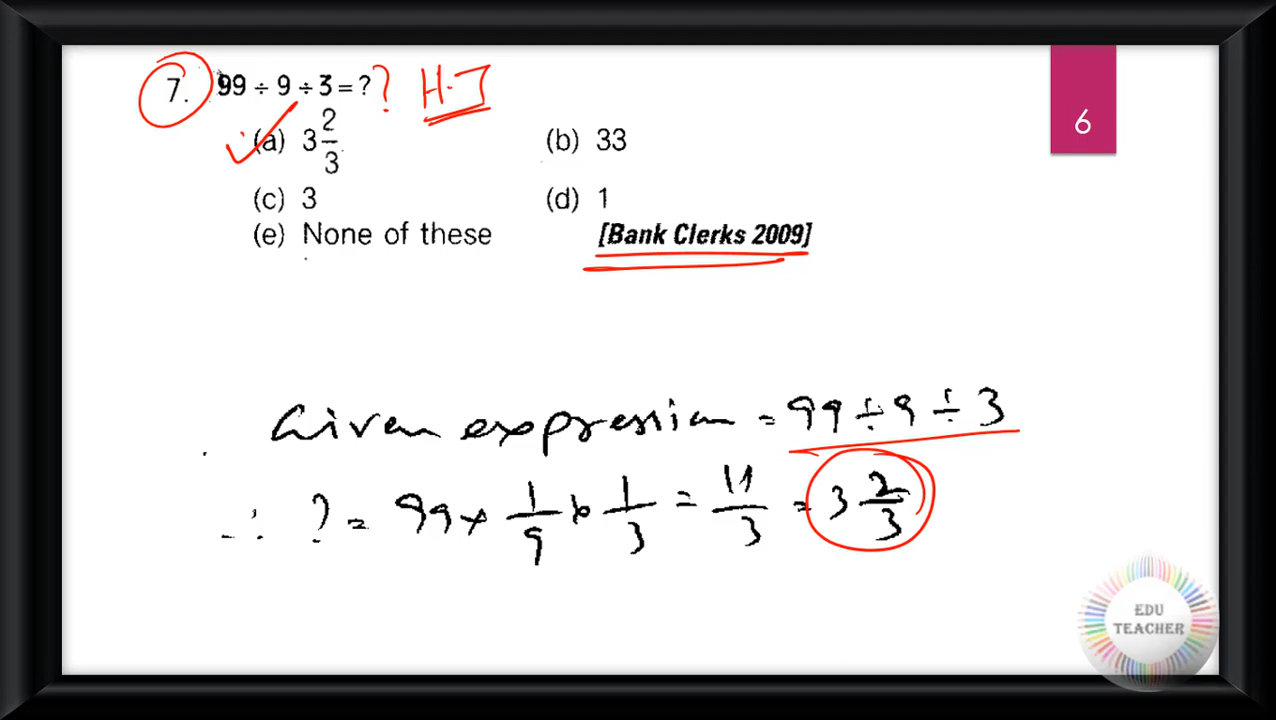 7. 99 ÷ 9 ÷ 3 = ? ? H.T
6
(a) 3 2/3 (b) 33
(c) 3 (d) 1
(e) None of these [Bank Clerks 2009]
Given expression = 99 ÷ 9 ÷ 3
∴ ? = 99 × 1/9 × 1/3 = 11/3 = 3 2/3
EDU
TEACHER